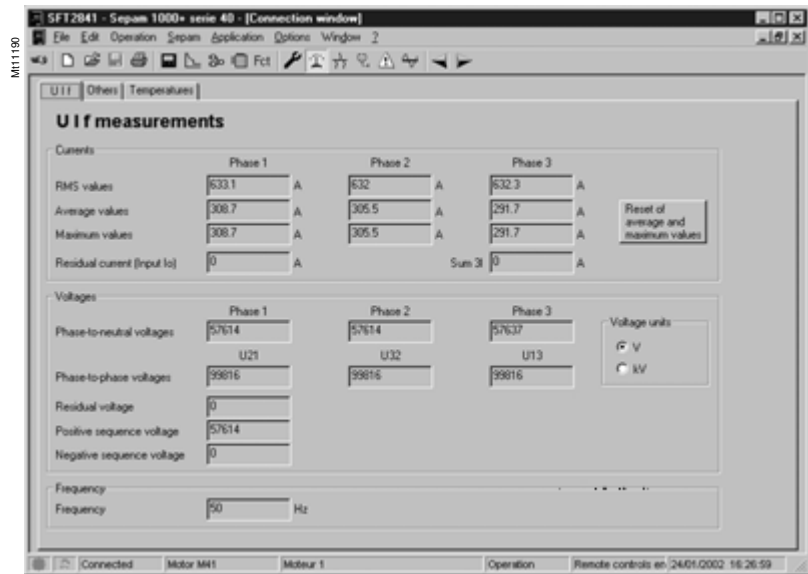 Mt11190
SFT2841 - Sepam 1000+ serie 40 - [Connection window]
File Edit Operation Sepam Application Options Window ?
Fct
U I f Others Temperatures
U I f measurements
Currents
Phase 1 Phase 2 Phase 3
RMS values 633.1 A 632 A 632.3 A
Average values 308.7 A 305.5 A 291.7 A
Maximum values 308.7 A 305.5 A 291.7 A
Reset of average and maximum values
Residual current (Input Io) 0 A Sum 3I 0 A
Voltages
Phase 1 Phase 2 Phase 3
Phase-to-neutral voltages 57614 57614 57637
Voltage units
V
kV
U21 U32 U13
Phase-to-phase voltages 99816 99816 99816
Residual voltage 0
Positive sequence voltage 57614
Negative sequence voltage 0
Frequency
Frequency 50 Hz
Connected Motor M41 Moteur 1 Operation Remote controls en 24/01/2002 16:26:59